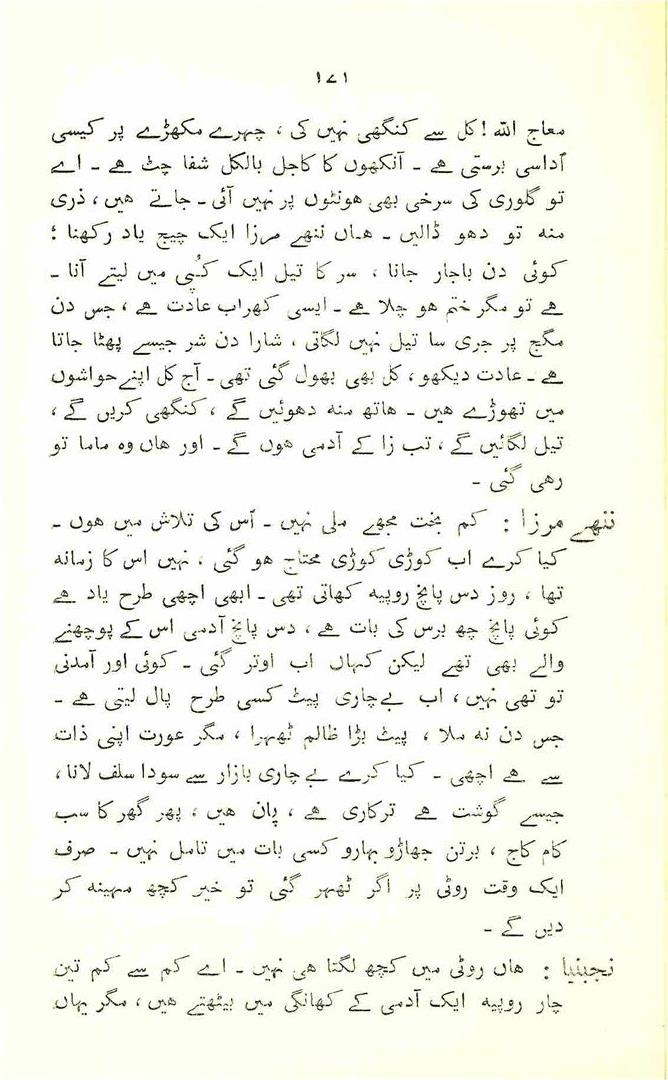 ۱۷۱
معاج اللہ! کل سے کنگھی نہیں کی ، چہرے مکھڑے پر کیسی
اُداسی برستی ہے ۔ آنکھوں کا کاجل بالکل شفا چٹ ہے ۔ اے
تو گلوری کی سرخی بھی ہونٹوں پر نہیں آئی ۔ جاتے ہیں ، ذری
منہ تو دھو ڈالیں ۔ ہاں ننھے مرزا ایک چیج یاد رکھنا ؛
کوئی دن باجار جانا ، سر کا تیل ایک کپُی میں لیتے آنا ۔
ہے تو مگر ختم ہو چلا ہے ۔ ایسی کھراب عادت ہے ، جس دن
مگج پر جری سا تیل نہیں لگاتی ، شارا دن شر جیسے پھٹا جاتا
ہے ۔ عادت دیکھو ، کل بھی بھول گئی تھی ۔ آج کل اپنے حواشوں
میں تھوڑے ہیں ۔ ہاتھ منہ دھوئیں گے ، کنگھی کریں گے ،
تیل لگائیں گے ، تب زا کے آدمی ہوں گے ۔ اور ہاں وہ ماما تو
رھی گئی ۔
ننھے مرزا : کم بخت مجھے ملی نہیں ۔ اُس کی تلاش میں ہوں ۔
کیا کرے اب کوڑی کوڑی محتاج ہو گئی ، نہیں اس کا زمانہ
تھا ، روز دس پانچ روپیہ کھاتی تھی ۔ ابھی اچھی طرح یاد ہے
کوئی پانچ چھ برس کی بات ہے ، دس پانچ آدمی اس کے پوچھنے
والے بھی تھے لیکن کہاں اب اوتر گئی ۔ کوئی اور آمدنی
تو تھی نہیں ، اب بے چاری پیٹ کسی طرح پال لیتی ہے ۔
جس دن نہ ملا ، پیٹ بڑا ظالم ٹھہرا ، مگر عورت اپنی ذات
سے ہے اچھی ۔ کیا کرے بے چاری بازار سے سودا سلف لانا ،
جیسے گوشت ہے ترکاری ہے ، پان ہیں ، پھر گھر کا سب
کام کاج ، برتن جھاڑو بہارو کسی بات میں تامل نہیں ۔ صرف
ایک وقت روٹی پر اگر ٹھہر گئی تو خیر کچھ مہینہ کر
دیں گے ۔
نجبنیا : ہاں روٹی میں کچھ لگتا ہی نہیں ۔ اے کم سے کم تین
چار روپیہ ایک آدمی کے کھانگی میں بیٹھتے ہیں ، مگر یہاں